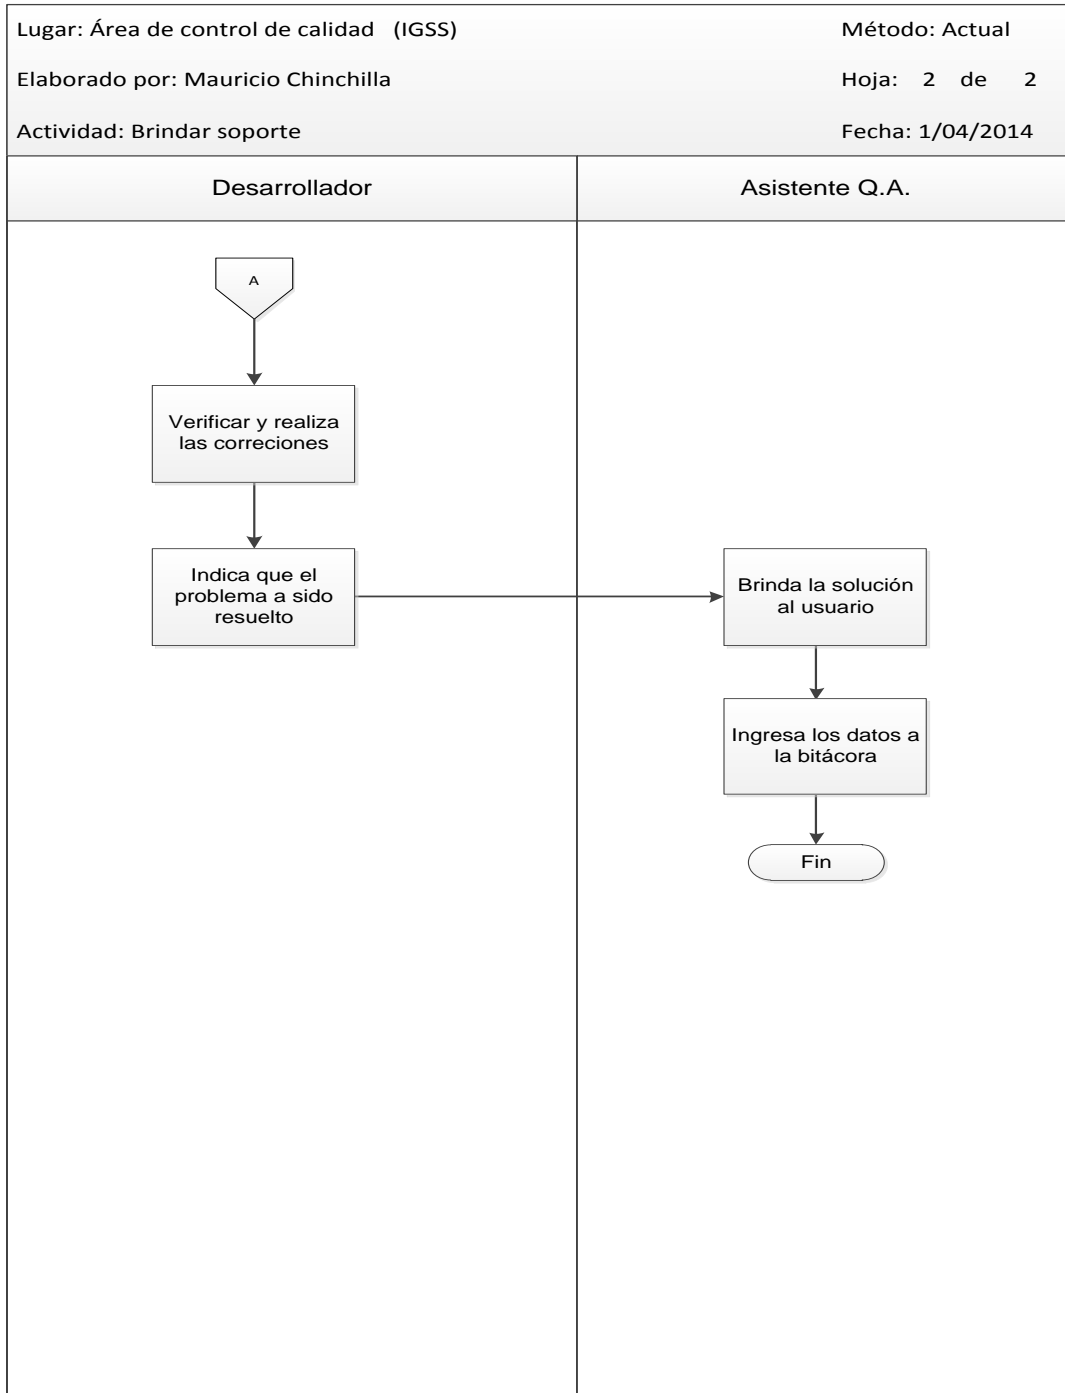 Lugar: Área de control de calidad (IGSS)
Método: Actual
Elaborado por: Mauricio Chinchilla
Hoja: 2 de 2
Actividad: Brindar soporte
Fecha: 1/04/2014
Desarrollador
Asistente Q.A.
A
Verificar y realiza
las correciones
Indica que el
problema a sido
resuelto
Brinda la solución
al usuario
Ingresa los datos a
la bitácora
Fin